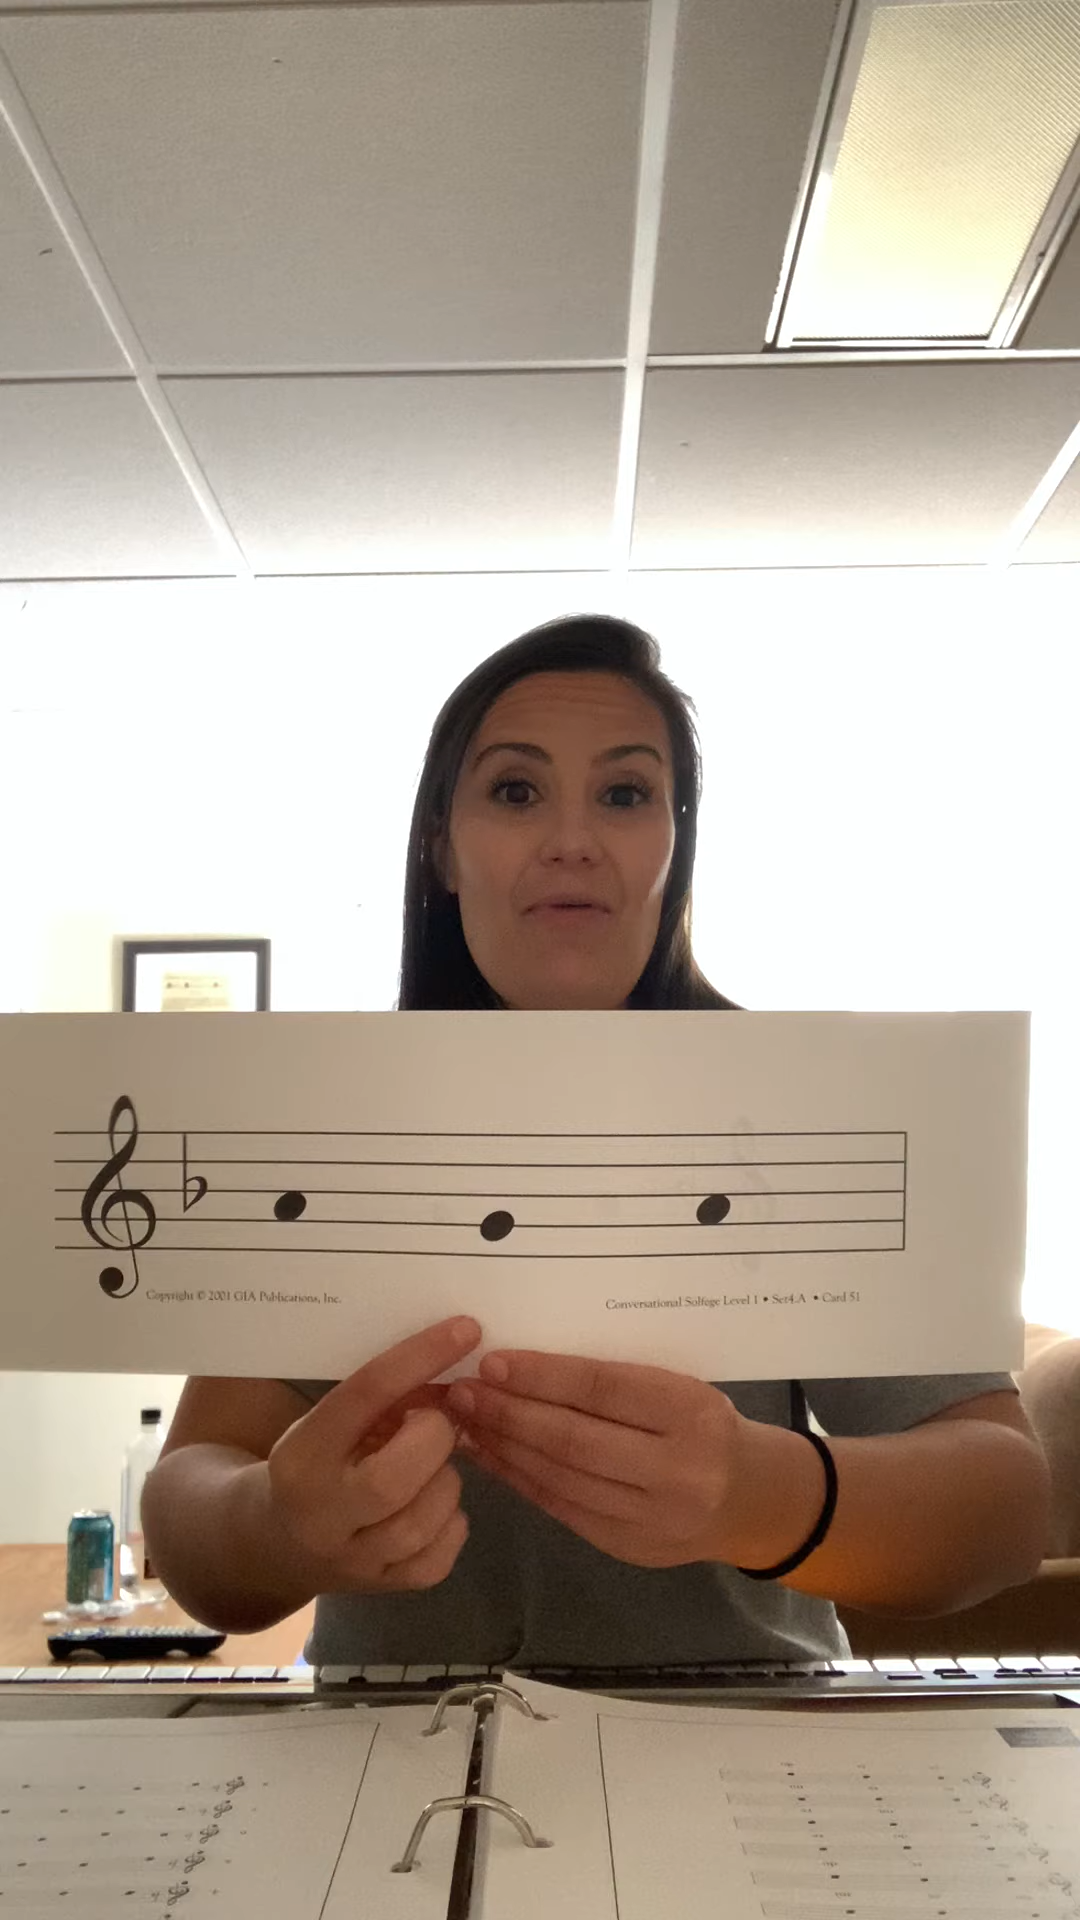 Copyright © 2001 GIA Publications, Inc.
Conversational Solfege Level 1 • Set4.A • Card 51